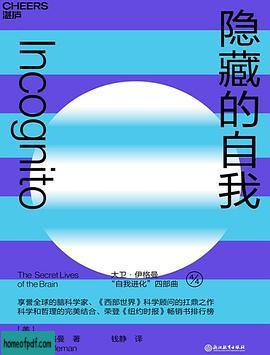 CHEERS
湛庐
隐藏的自我
Incognito
The Secret Lives
of the Brain
大卫·伊格曼
“自我进化”四部曲
4/4
享誉全球的脑科学家、《西部世界》科学顾问的扛鼎之作
科学和哲理的完美结合、荣登《纽约时报》畅销书排行榜
曼 著
钱静 译
leman
homeofpdf.com
浙江教育出版社